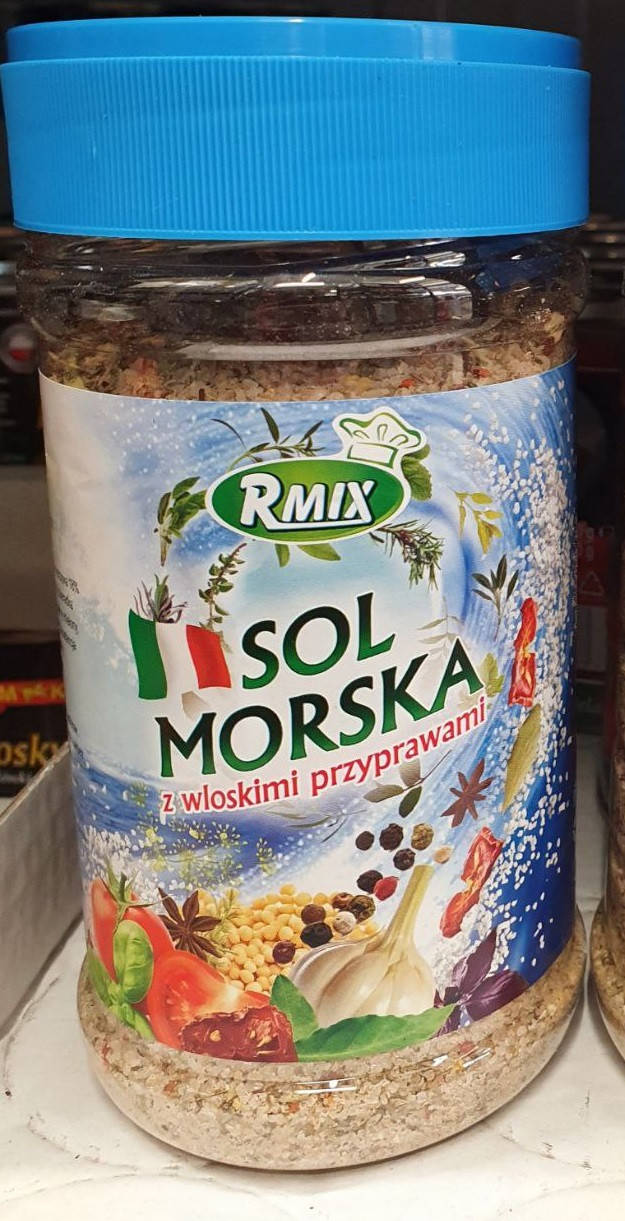 RMIX
SOL
MORSKA
z wloskimi przyprawami